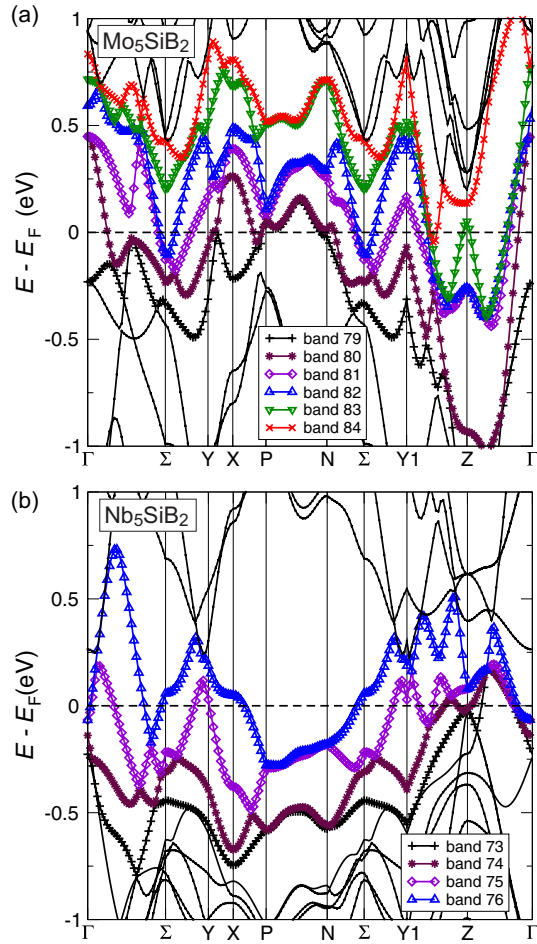 (a)
Mo5SiB2
1
0.5
0
-0.5
-1
E - EF (eV)
band 79
band 80
band 81
band 82
band 83
band 84
Γ Σ Y X P N Σ Y1 Z Γ
(b)
Nb5SiB2
1
0.5
0
-0.5
-1
E - EF(eV)
band 73
band 74
band 75
band 76
Γ Σ Y X P N Σ Y1 Z Γ